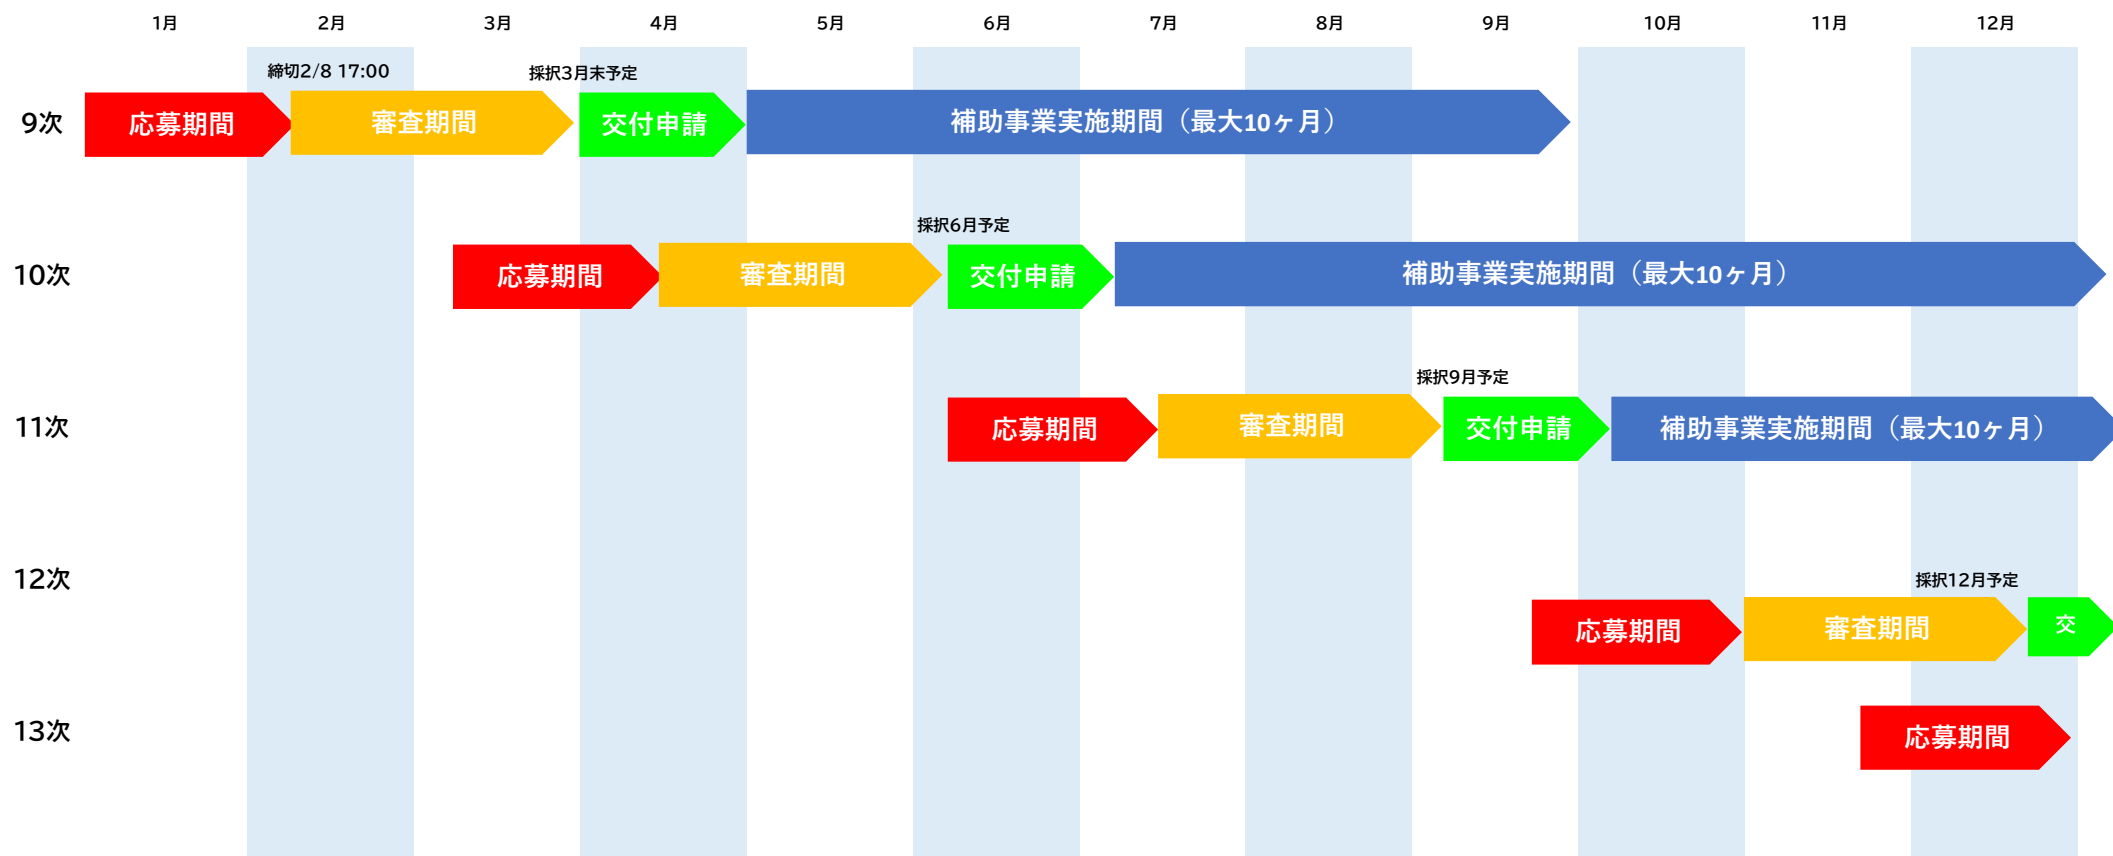 1月 2月 3月 4月 5月 6月 7月 8月 9月 10月 11月 12月
締切2/8 17:00 採択3月末予定
9次 応募期間 審査期間 交付申請 補助事業実施期間（最大10ヶ月）
採択6月予定
10次 応募期間 審査期間 交付申請 補助事業実施期間（最大10ヶ月）
採択9月予定
11次 応募期間 審査期間 交付申請 補助事業実施期間（最大10ヶ月）
採択12月予定
12次 応募期間 審査期間 交
13次 応募期間